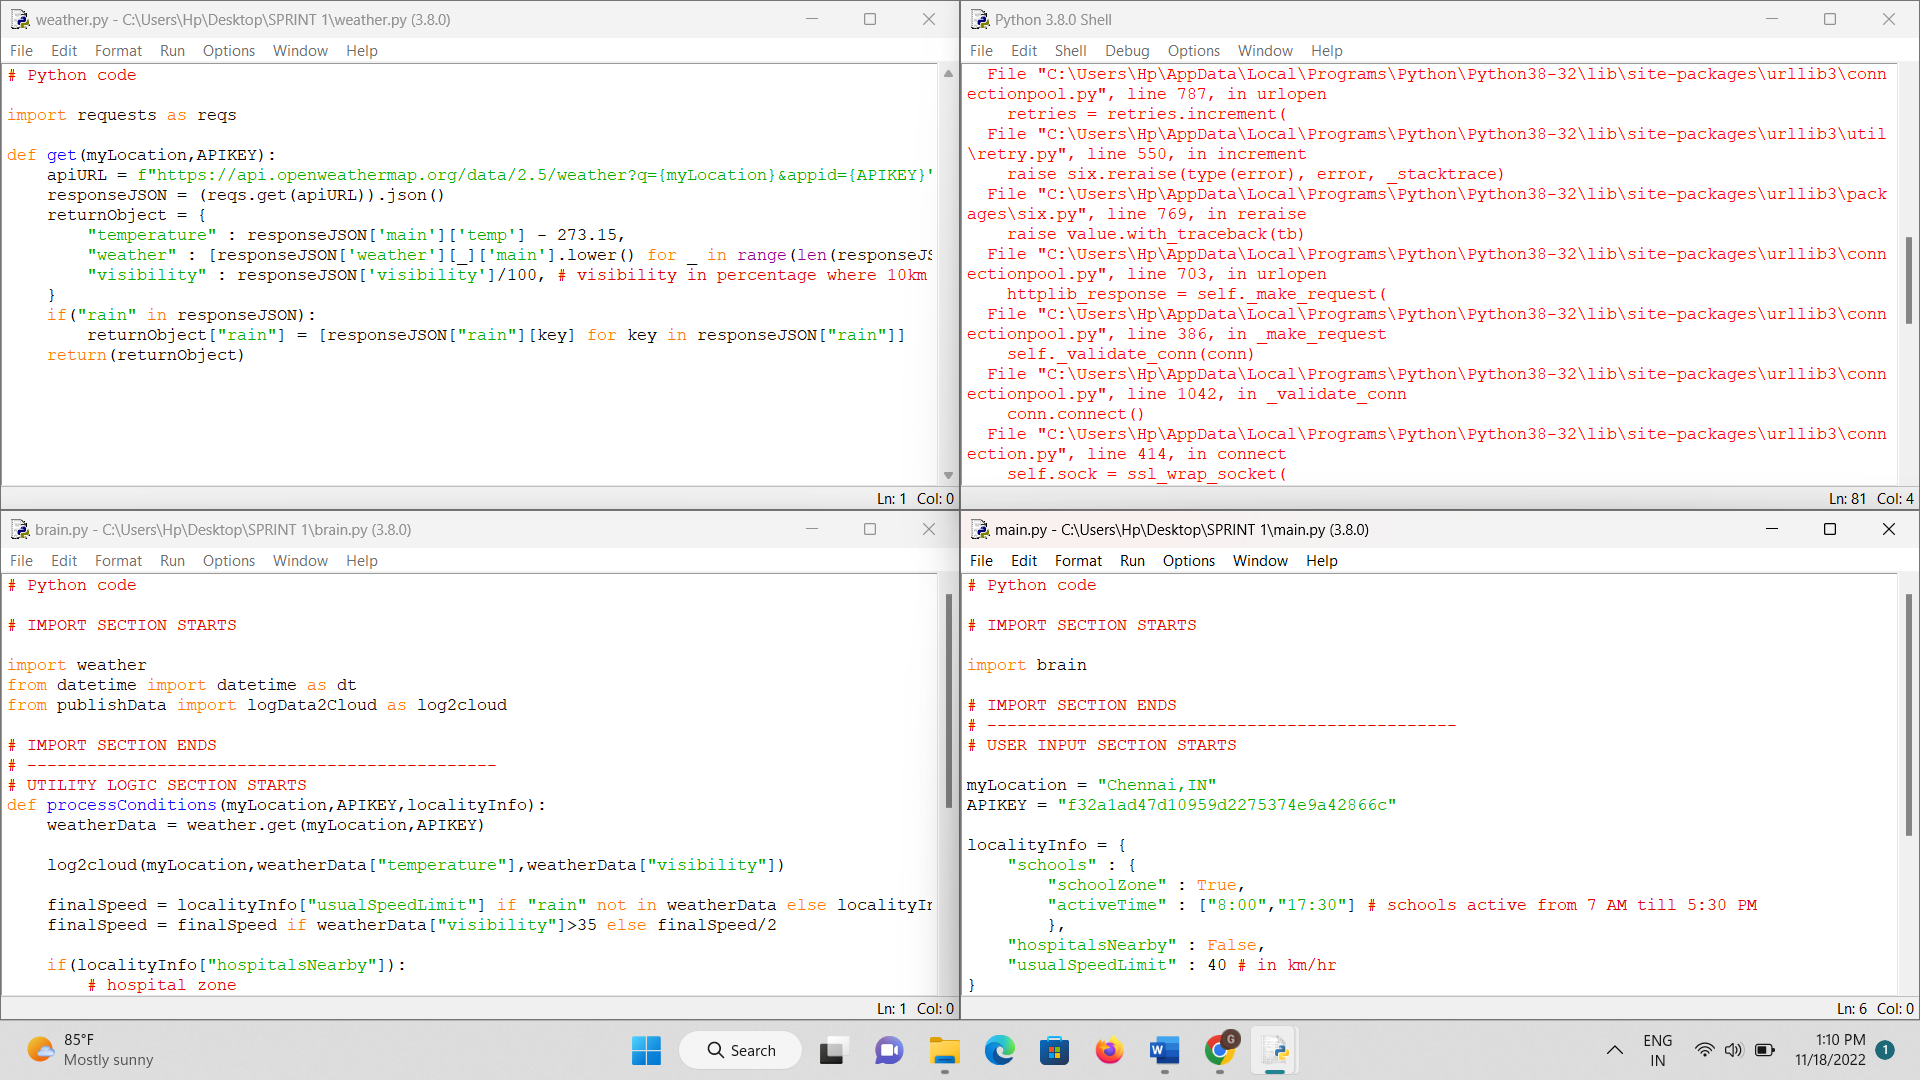 weather.py - C:\Users\Hp\Desktop\SPRINT 1\weather.py (3.8.0)
File Edit Format Run Options Window Help
# Python code
import requests as reqs
def get(myLocation,APIKEY):
    apiURL = f"https://api.openweathermap.org/data/2.5/weather?q={myLocation}&appid={APIKEY}"
    responseJSON = (reqs.get(apiURL)).json()
    returnObject = {
        "temperature" : responseJSON['main']['temp'] - 273.15,
        "weather" : [responseJSON['weather'][_]['main'].lower() for _ in range(len(responseJS
        "visibility" : responseJSON['visibility']/100, # visibility in percentage where 10km
    }
    if("rain" in responseJSON):
        returnObject["rain"] = [responseJSON["rain"][key] for key in responseJSON["rain"]]
    return(returnObject)
Ln: 1 Col: 0
Python 3.8.0 Shell
File Edit Shell Debug Options Window Help
  File "C:\Users\Hp\AppData\Local\Programs\Python\Python38-32\lib\site-packages\urllib3\conn
ectionpool.py", line 787, in urlopen
    retries = retries.increment(
  File "C:\Users\Hp\AppData\Local\Programs\Python\Python38-32\lib\site-packages\urllib3\util
\retry.py", line 550, in increment
    raise six.reraise(type(error), error, _stacktrace)
  File "C:\Users\Hp\AppData\Local\Programs\Python\Python38-32\lib\site-packages\urllib3\pack
ages\six.py", line 769, in reraise
    raise value.with_traceback(tb)
  File "C:\Users\Hp\AppData\Local\Programs\Python\Python38-32\lib\site-packages\urllib3\conn
ectionpool.py", line 703, in urlopen
    httplib_response = self._make_request(
  File "C:\Users\Hp\AppData\Local\Programs\Python\Python38-32\lib\site-packages\urllib3\conn
ectionpool.py", line 386, in _make_request
    self._validate_conn(conn)
  File "C:\Users\Hp\AppData\Local\Programs\Python\Python38-32\lib\site-packages\urllib3\conn
ectionpool.py", line 1042, in _validate_conn
    conn.connect()
  File "C:\Users\Hp\AppData\Local\Programs\Python\Python38-32\lib\site-packages\urllib3\conn
ection.py", line 414, in connect
    self.sock = ssl_wrap_socket(
Ln: 81 Col: 4
brain.py - C:\Users\Hp\Desktop\SPRINT 1\brain.py (3.8.0)
File Edit Format Run Options Window Help
# Python code
# IMPORT SECTION STARTS
import weather
from datetime import datetime as dt
from publishData import logData2Cloud as log2cloud
# IMPORT SECTION ENDS
# -----------------------------------------------
# UTILITY LOGIC SECTION STARTS
def processConditions(myLocation,APIKEY,localityInfo):
    weatherData = weather.get(myLocation,APIKEY)
    log2cloud(myLocation,weatherData["temperature"],weatherData["visibility"])
    finalSpeed = localityInfo["usualSpeedLimit"] if "rain" not in weatherData else localityIn
    finalSpeed = finalSpeed if weatherData["visibility"]>35 else finalSpeed/2
    if(localityInfo["hospitalsNearby"]):
        # hospital zone
Ln: 1 Col: 0
main.py - C:\Users\Hp\Desktop\SPRINT 1\main.py (3.8.0)
File Edit Format Run Options Window Help
# Python code
# IMPORT SECTION STARTS
import brain
# IMPORT SECTION ENDS
# -----------------------------------------------
# USER INPUT SECTION STARTS
myLocation = "Chennai,IN"
APIKEY = "f32a1ad47d10959d2275374e9a42866c"
localityInfo = {
    "schools" : {
        "schoolZone" : True,
        "activeTime" : ["8:00","17:30"] # schools active from 7 AM till 5:30 PM
        },
    "hospitalsNearby" : False,
    "usualSpeedLimit" : 40 # in km/hr
}
Ln: 6 Col: 0
85°F
Mostly sunny
Search
G
ENG
IN
1:10 PM
11/18/2022
1